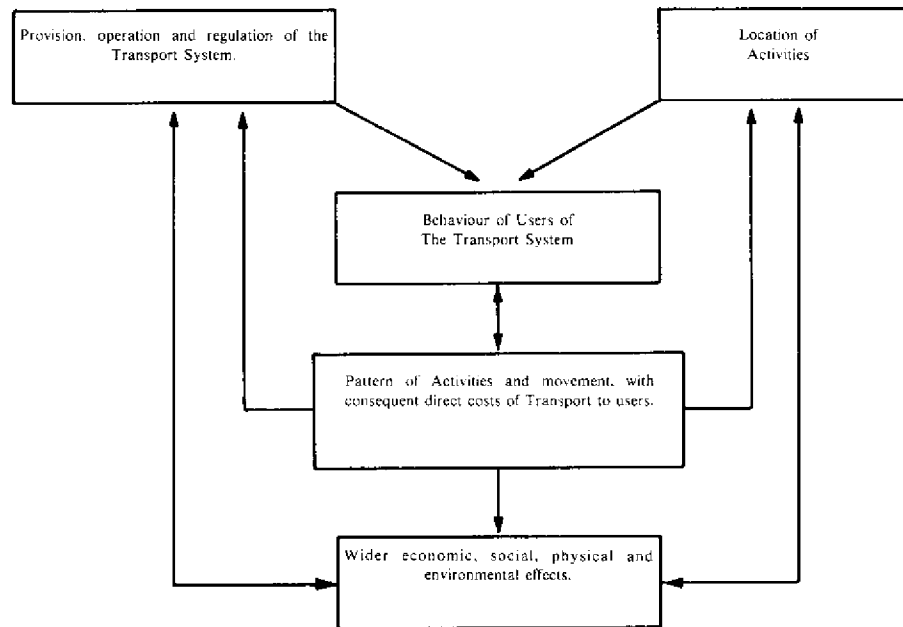 Provision, operation and regulation of the
Transport System.
Location of
Activities
Behaviour of Users of
The Transport System
Pattern of Activities and movement, with
consequent direct costs of Transport to users.
Wider economic, social, physical and
environmental effects.